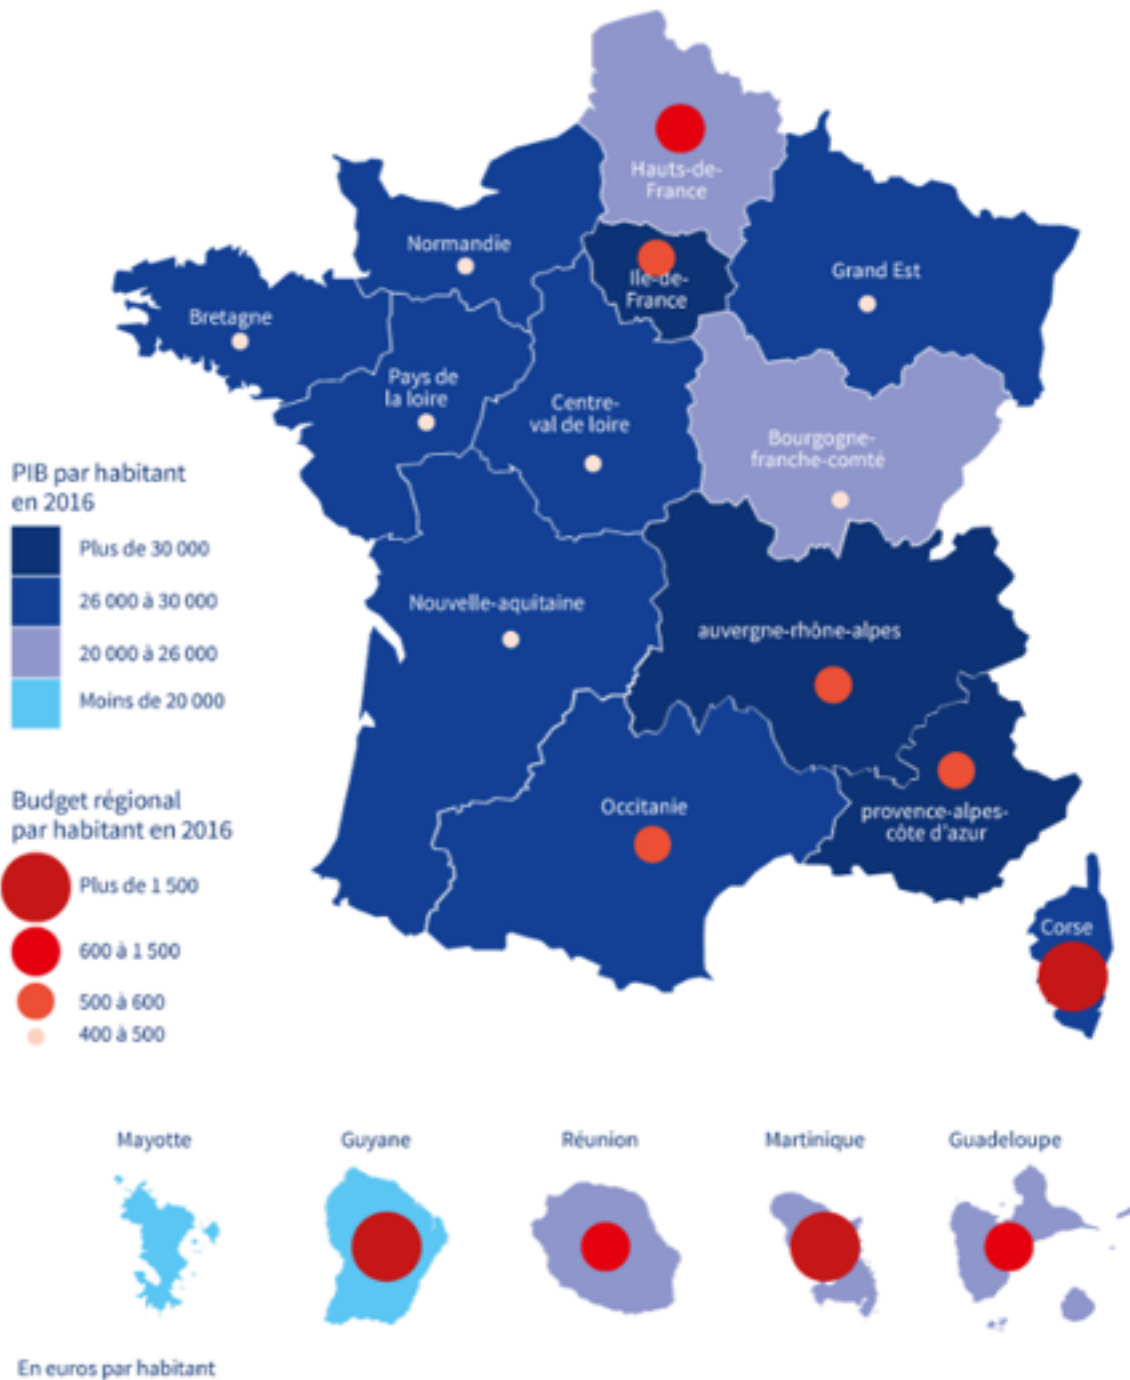 Hauts-de-
France
Normandie
Ile-de-
France
Grand Est
Bretagne
Pays de
la loire
Centre-
val de loire
Bourgogne-
franche-comté
PIB par habitant
en 2016
Plus de 30 000
26 000 à 30 000
20 000 à 26 000
Moins de 20 000
Nouvelle-aquitaine
auvergne-rhône-alpes
Budget régional
par habitant en 2016
Plus de 1 500
600 à 1 500
500 à 600
400 à 500
Occitanie
provence-alpes-
côte d'azur
Corse
Mayotte
Guyane
Réunion
Martinique
Guadeloupe
En euros par habitant